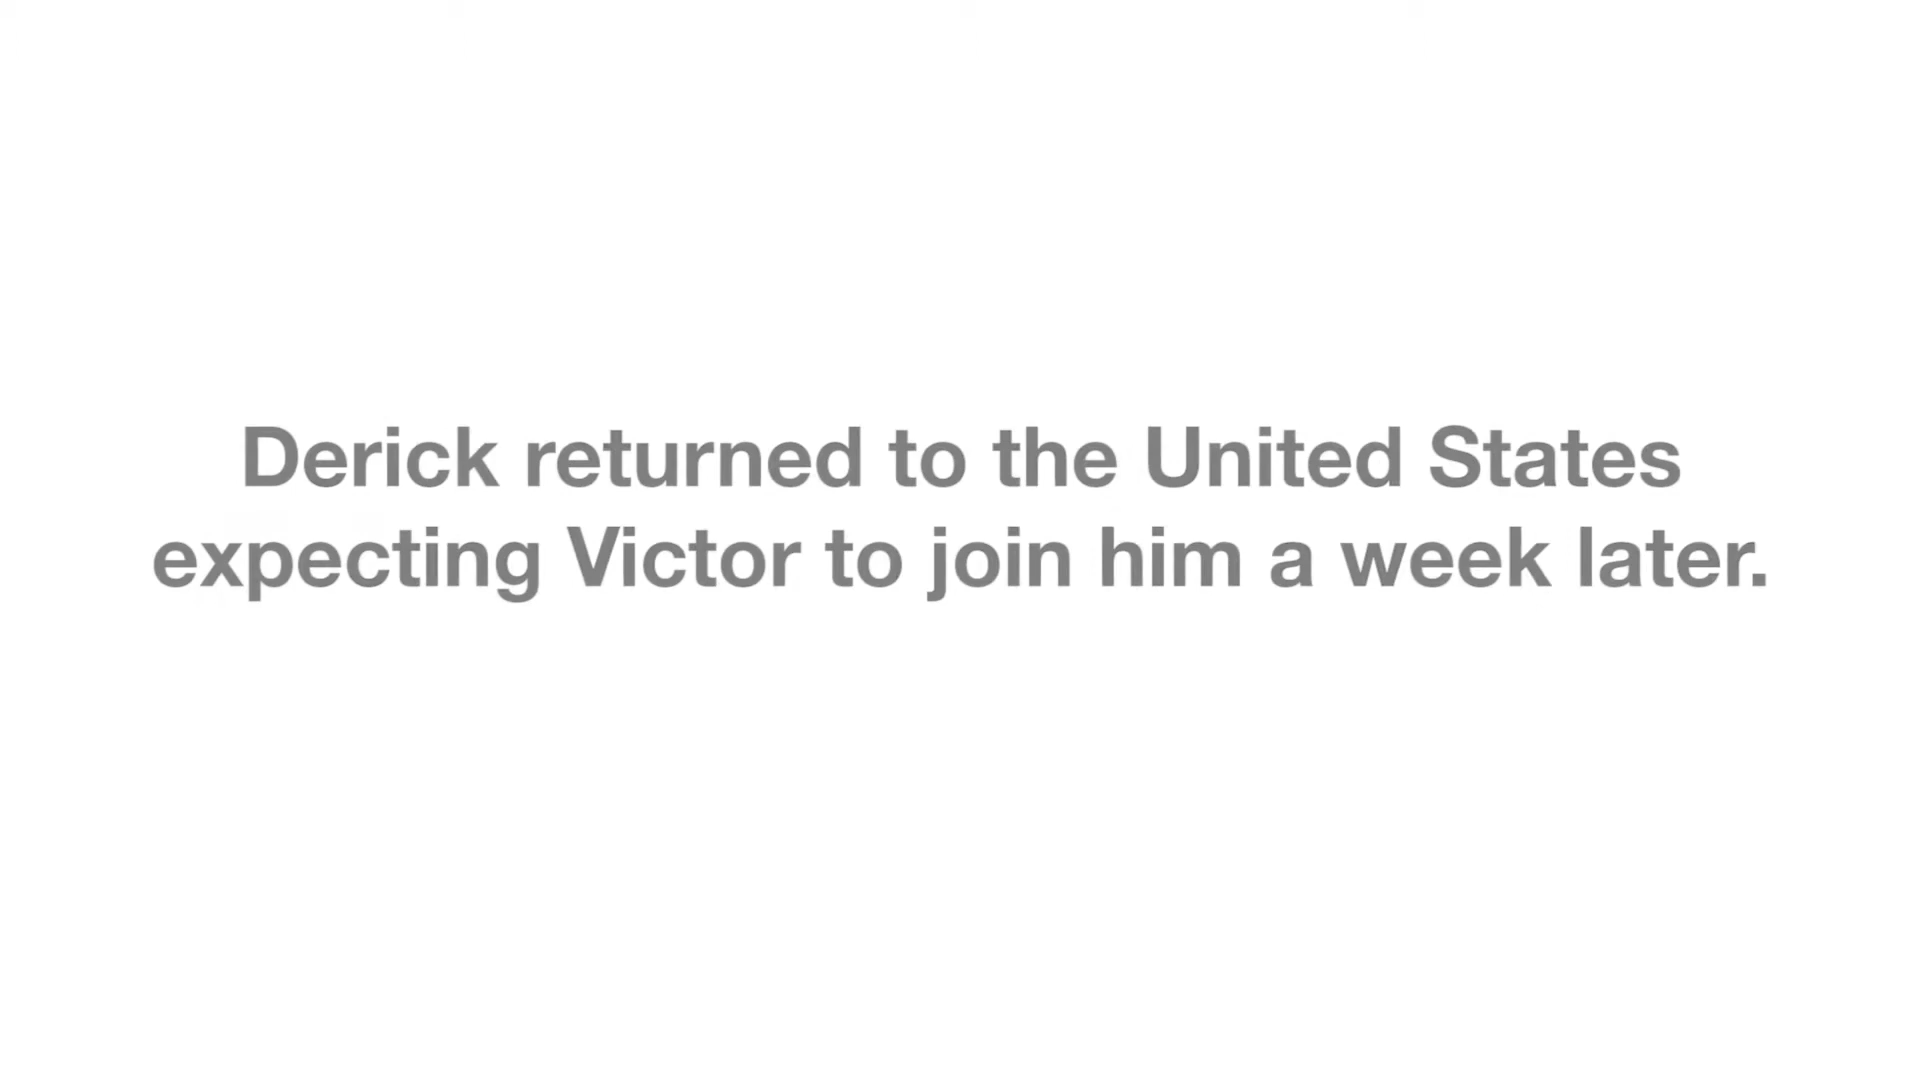 Derick returned to the United States
expecting Victor to join him a week later.